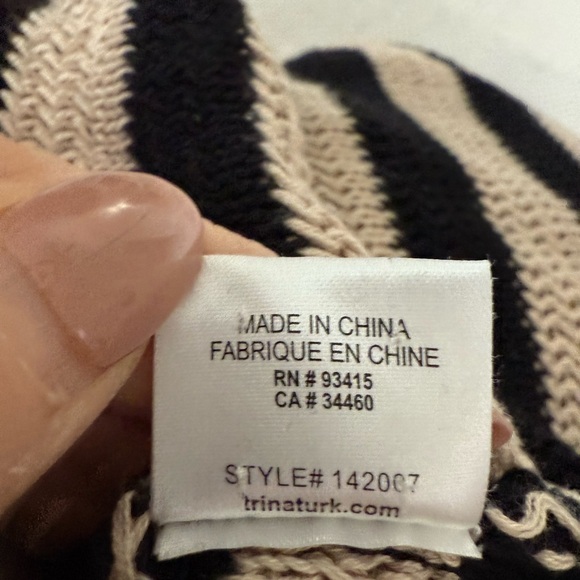 MADE IN CHINA
FABRIQUE EN CHINE
RN # 93415
CA # 34460
STYLE# 142007
trinaturk.com